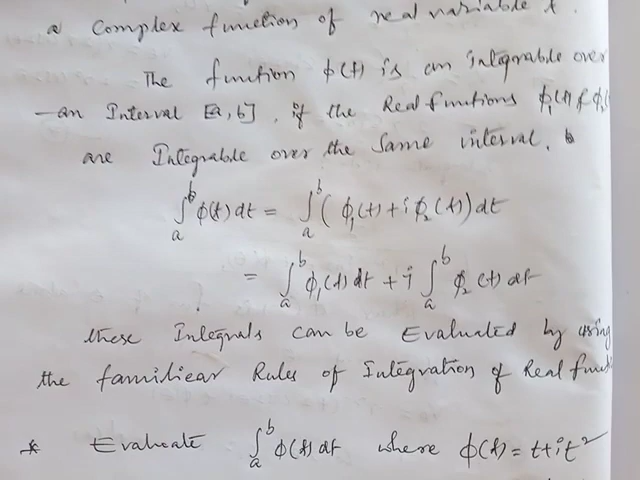 a Complex function of real variable t.
The function ϕ(t) is an integrable over
an Interval [a, b], if the Real functions ϕ₁(t) & ϕ₂(
are Integrable over the same interval.
∫ₐᵇ ϕ(t) dt = ∫ₐᵇ (ϕ₁(t) + i ϕ₂(t)) dt
= ∫ₐᵇ ϕ₁(t) dt + i ∫ₐᵇ ϕ₂(t) dt
these Integrals can be Evaluated by using
the familiear Rules of Integration of Real funct
* Evaluate ∫ₐᵇ ϕ(t) dt where ϕ(t) = t+it²